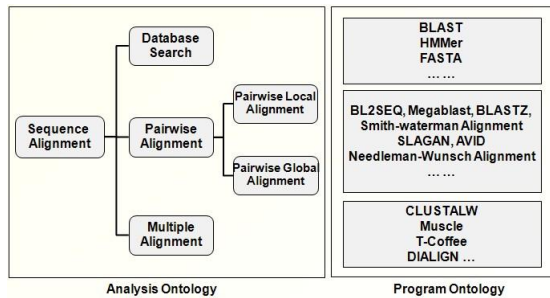 Database
Search
Sequence
Alignment
Pairwise
Alignment
Pairwise Local
Alignment
Pairwise Global
Alignment
Multiple
Alignment
Analysis Ontology
BLAST
HMMer
FASTA
... ...
BL2SEQ, Megablast, BLASTZ,
Smith-waterman Alignment
SLAGAN, AVID
Needleman-Wunsch Alignment
... ...
CLUSTALW
Muscle
T-Coffee
DIALIGN ...
Program Ontology